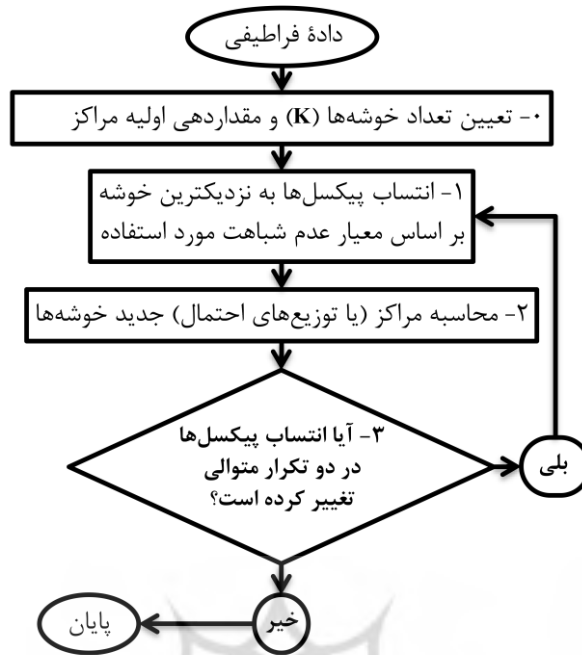 دادهٔ فراطیفی
۰- تعیین تعداد خوشه‌ها (K) و مقداردهی اولیه مراکز
۱- انتساب پیکسل‌ها به نزدیکترین خوشه
بر اساس معیار عدم شباهت مورد استفاده
۲- محاسبه مراکز (یا توزیع‌های احتمال) جدید خوشه‌ها
۳- آیا انتساب پیکسل‌ها
در دو تکرار متوالی
تغییر کرده است؟
بلی
خیر
پایان